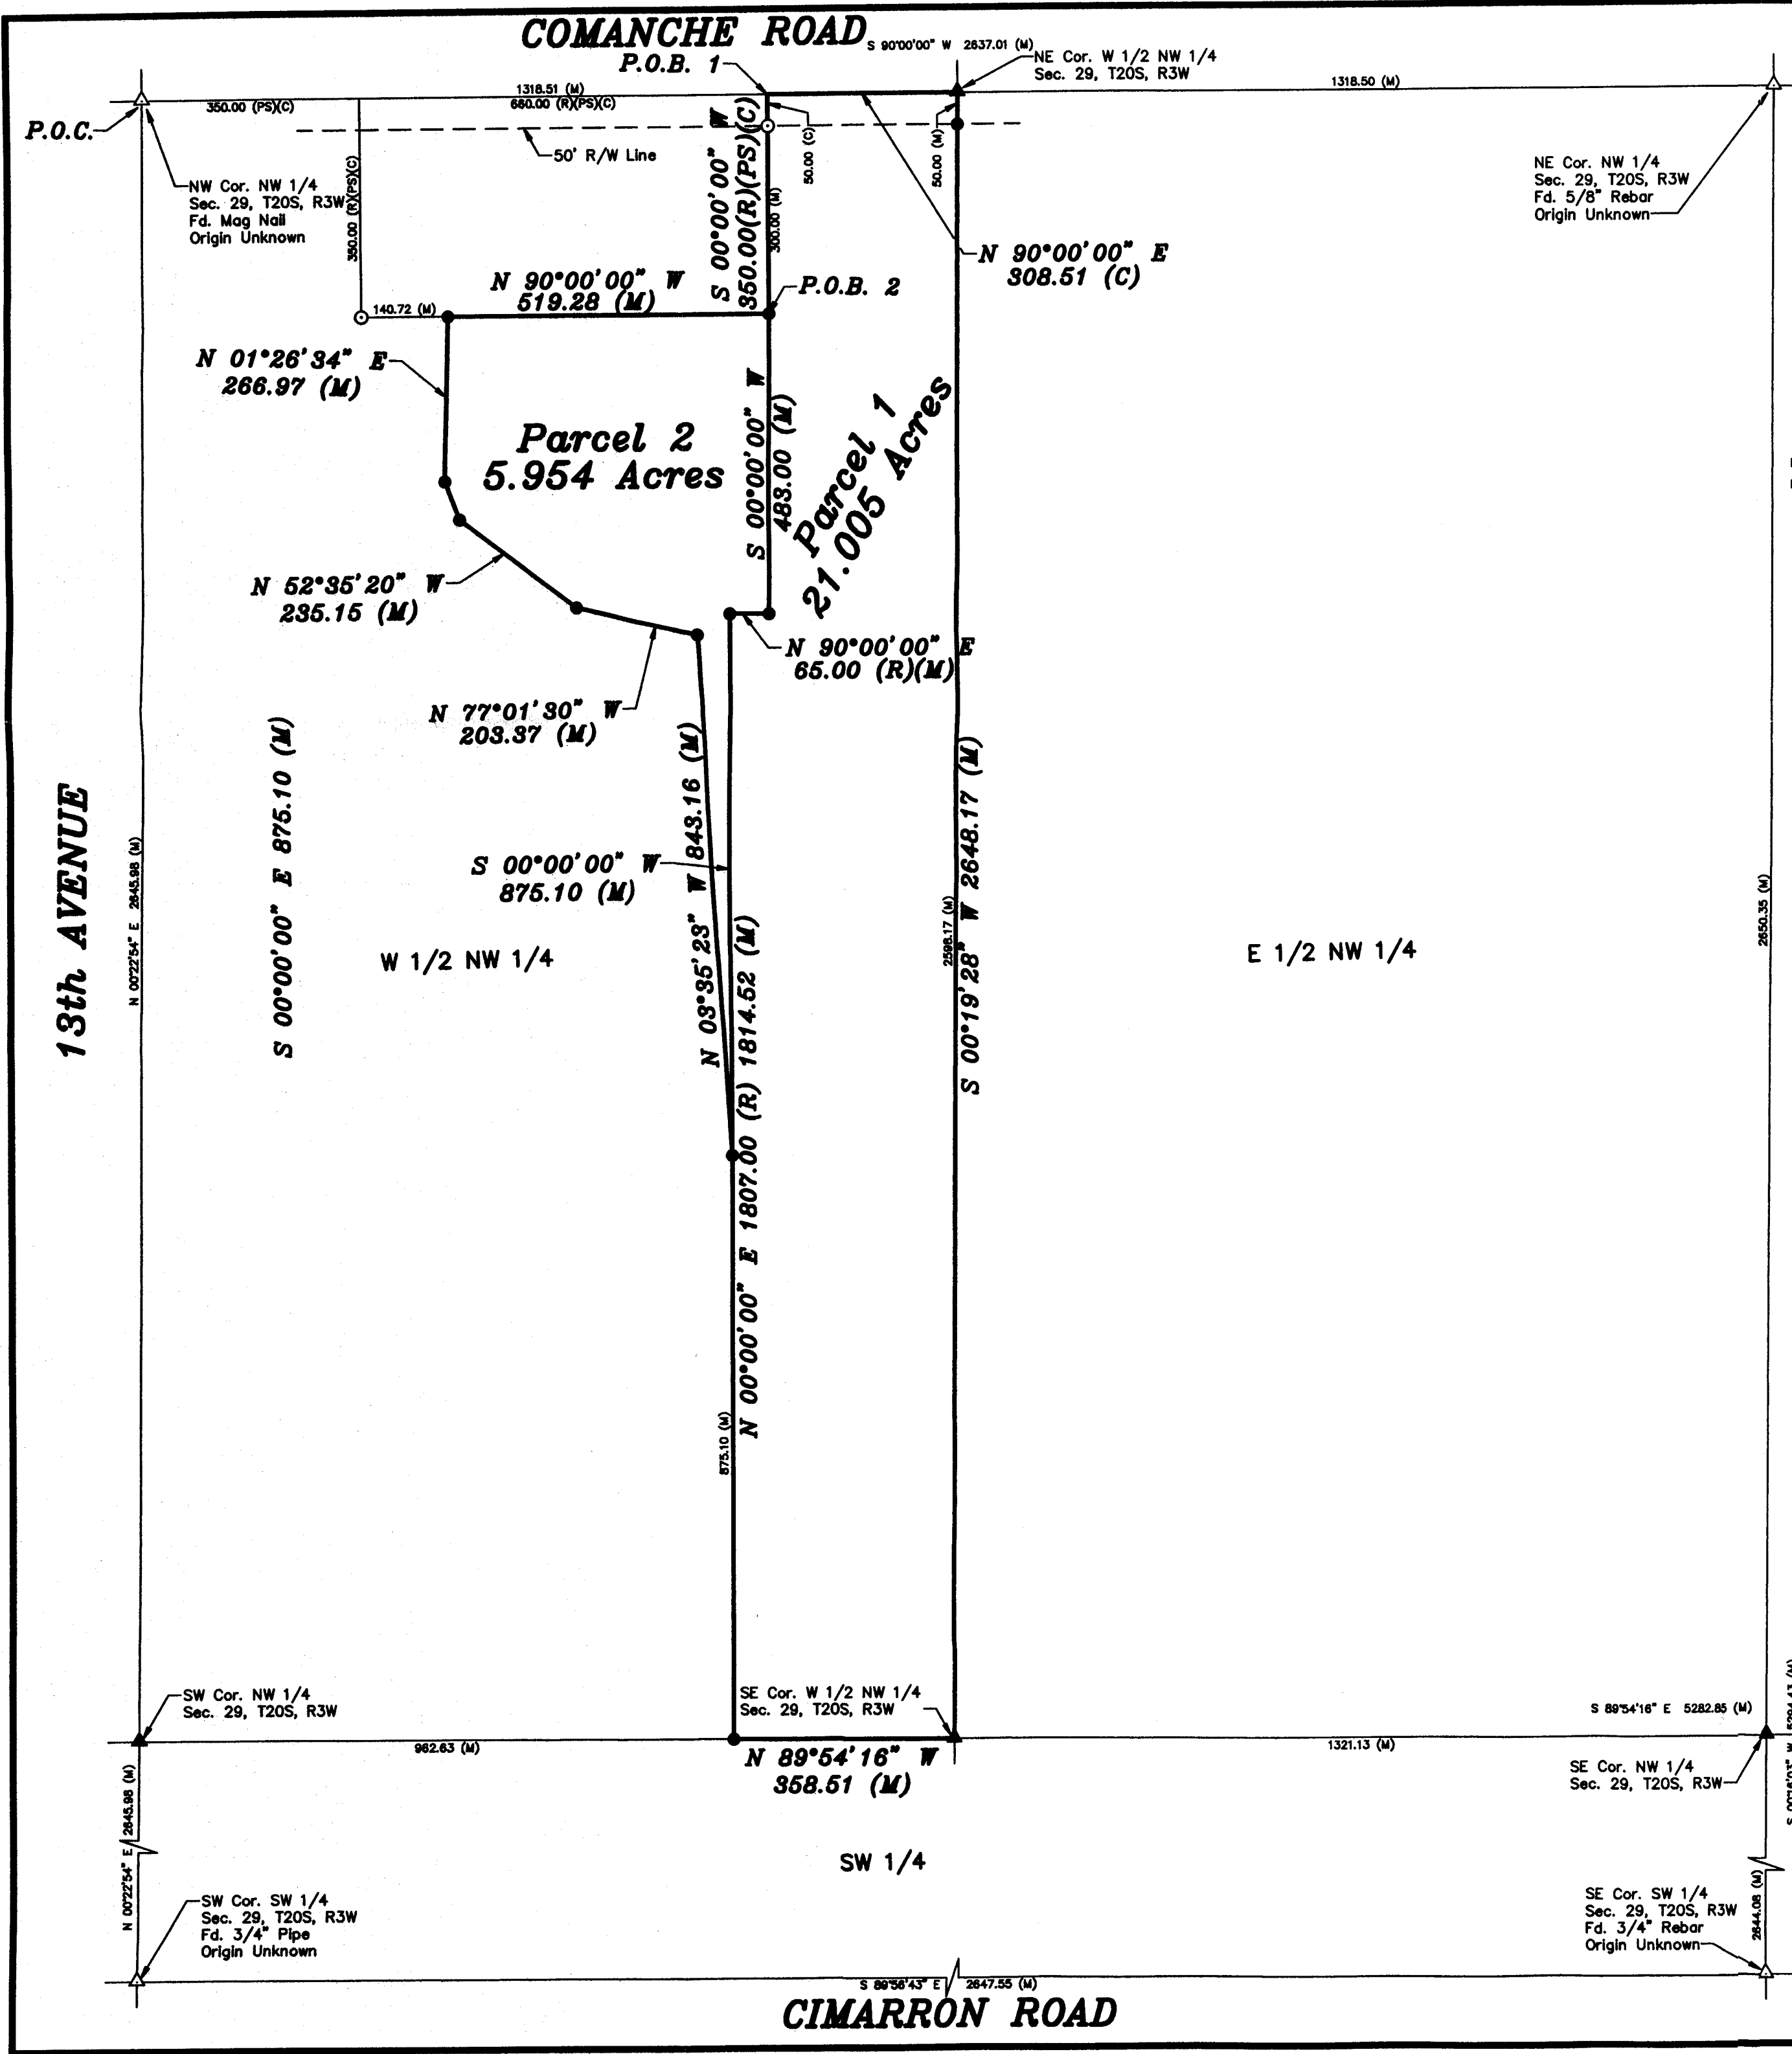 COMANCHE ROAD
S 90°00'00" W 2637.01 (M)
P.O.B. 1
NE Cor. W 1/2 NW 1/4
Sec. 29, T20S, R3W
1318.51 (M)
1318.50 (M)
350.00 (PS)(C)
660.00 (R)(PS)(C)
P.O.C.
50' R/W Line
NW Cor. NW 1/4
Sec. 29, T20S, R3W
Fd. Mag Nail
Origin Unknown
350.00 (R)(PS)(C)
S 00°00'00" W
350.00(R)(PS)(C)
300.00 (M)
50.00 (C)
50.00 (M)
NE Cor. NW 1/4
Sec. 29, T20S, R3W
Fd. 5/8" Rebar
Origin Unknown
N 90°00'00" E
308.51 (C)
N 90°00'00" W
519.28 (M)
P.O.B. 2
140.72 (M)
N 01°26'34" E
266.97 (M)
Parcel 2
5.954 Acres
S 00°00'00" W
483.00 (M)
Parcel 1
21.005 Acres
N 52°35'20" W
235.15 (M)
N 90°00'00" E
65.00 (R)(M)
N 77°01'30" W
203.37 (M)
13th AVENUE
N 00°22'54" E 2645.98 (M)
S 00°00'00" E 875.10 (M)
N 03°35'23" W 843.16 (M)
S 00°00'00" W
875.10 (M)
W 1/2 NW 1/4
N 00°00'00" E 1807.00 (R) 1814.52 (M)
2598.17 (M)
S 00°19'28" W 2648.17 (M)
E 1/2 NW 1/4
2650.35 (M)
875.10 (M)
SW Cor. NW 1/4
Sec. 29, T20S, R3W
SE Cor. W 1/2 NW 1/4
Sec. 29, T20S, R3W
S 89°54'16" E 5282.85 (M)
962.63 (M)
N 89°54'16" W
358.51 (M)
1321.13 (M)
SE Cor. NW 1/4
Sec. 29, T20S, R3W
N 00°22'54" E 2645.98 (M)
SW 1/4
SW Cor. SW 1/4
Sec. 29, T20S, R3W
Fd. 3/4" Pipe
Origin Unknown
SE Cor. SW 1/4
Sec. 29, T20S, R3W
Fd. 3/4" Rebar
Origin Unknown
2644.08 (M)
S 89°56'43" E 2647.55 (M)
CIMARRON ROAD